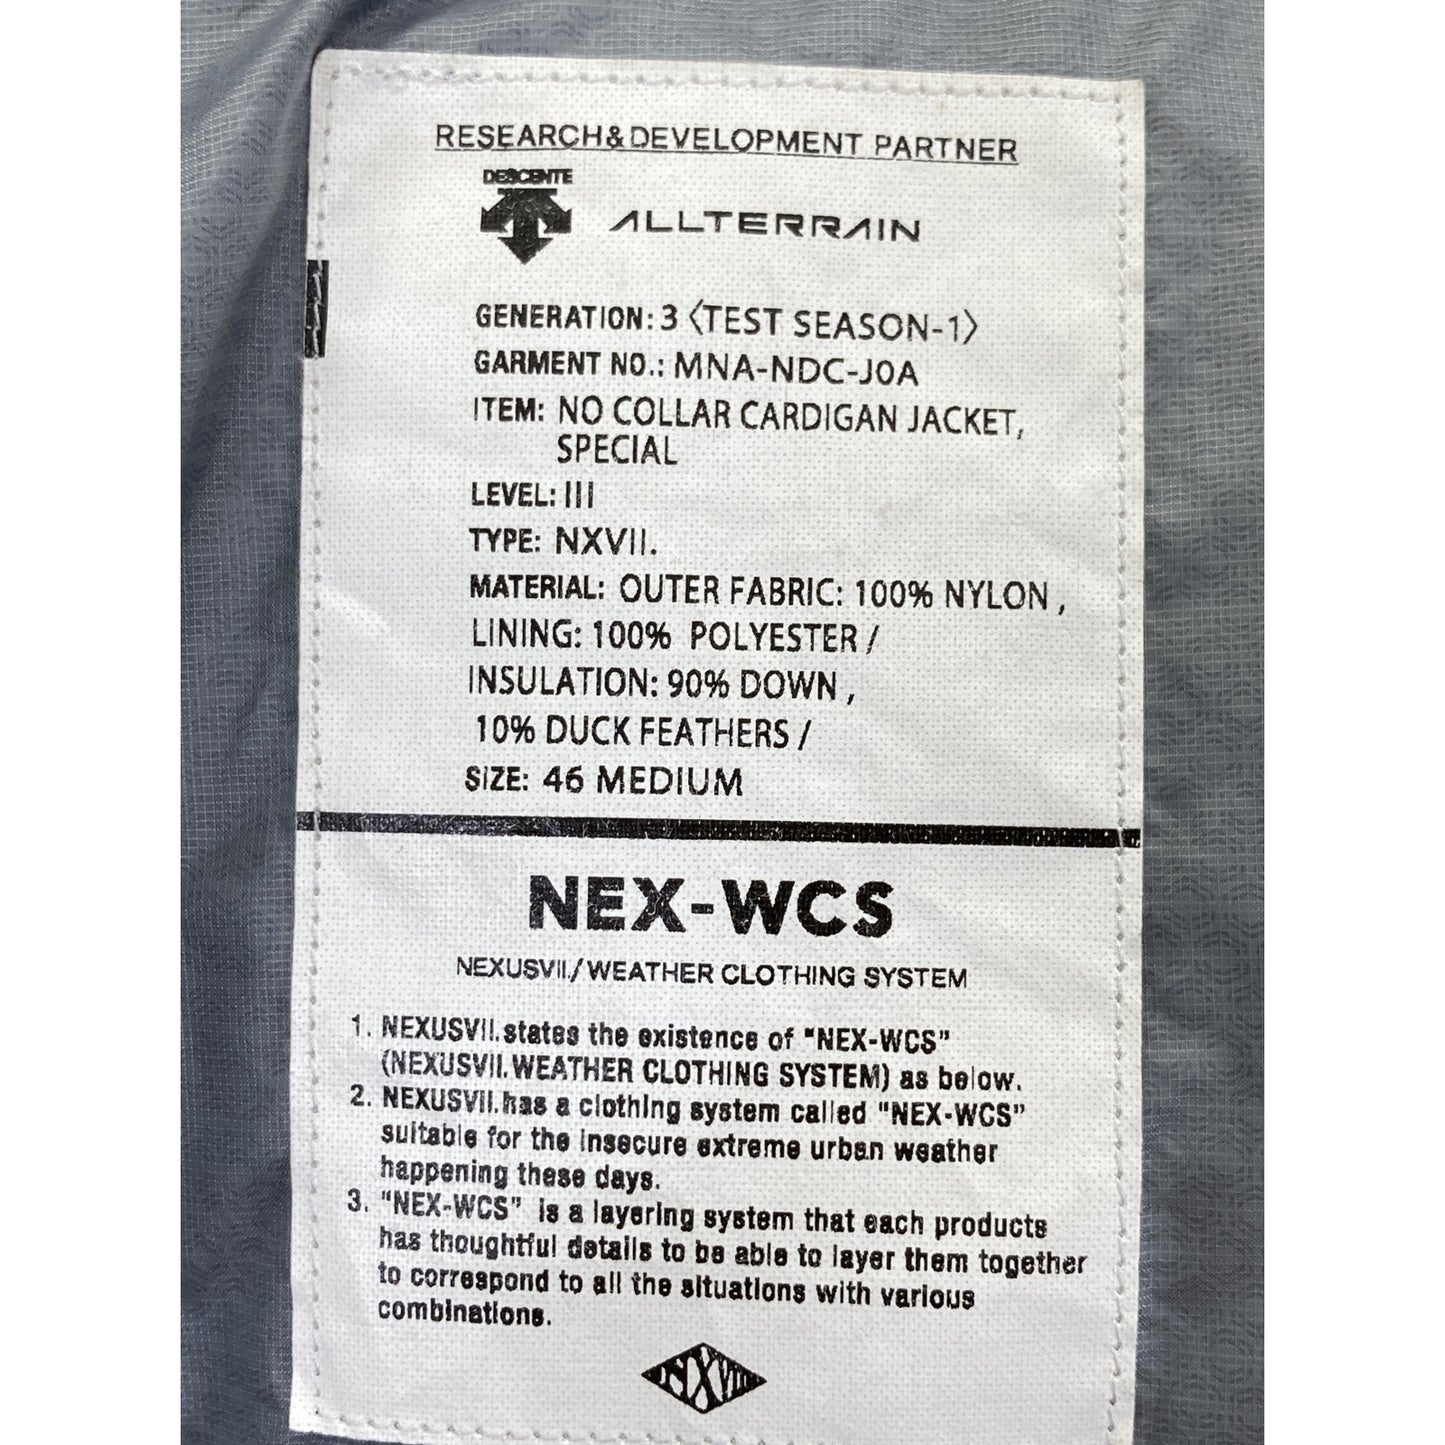 RESEARCH&DEVELOPMENT PARTNER
DESCENTE
ALLTERRAIN
GENERATION: 3 〈TEST SEASON-1〉
GARMENT NO.: MNA-NDC-J0A
ITEM: NO COLLAR CARDIGAN JACKET,
SPECIAL
LEVEL: III
TYPE: NXVII.
MATERIAL: OUTER FABRIC: 100% NYLON ,
LINING: 100% POLYESTER /
INSULATION: 90% DOWN ,
10% DUCK FEATHERS /
SIZE: 46 MEDIUM
NEX-WCS
NEXUSVII./WEATHER CLOTHING SYSTEM
1. NEXUSVII.states the existence of "NEX-WCS"
(NEXUSVII.WEATHER CLOTHING SYSTEM) as below.
2. NEXUSVII.has a clothing system called "NEX-WCS"
suitable for the insecure extreme urban weather
happening these days.
3. "NEX-WCS" is a layering system that each products
has thoughtful details to be able to layer them together
to correspond to all the situations with various
combinations.
NXVII